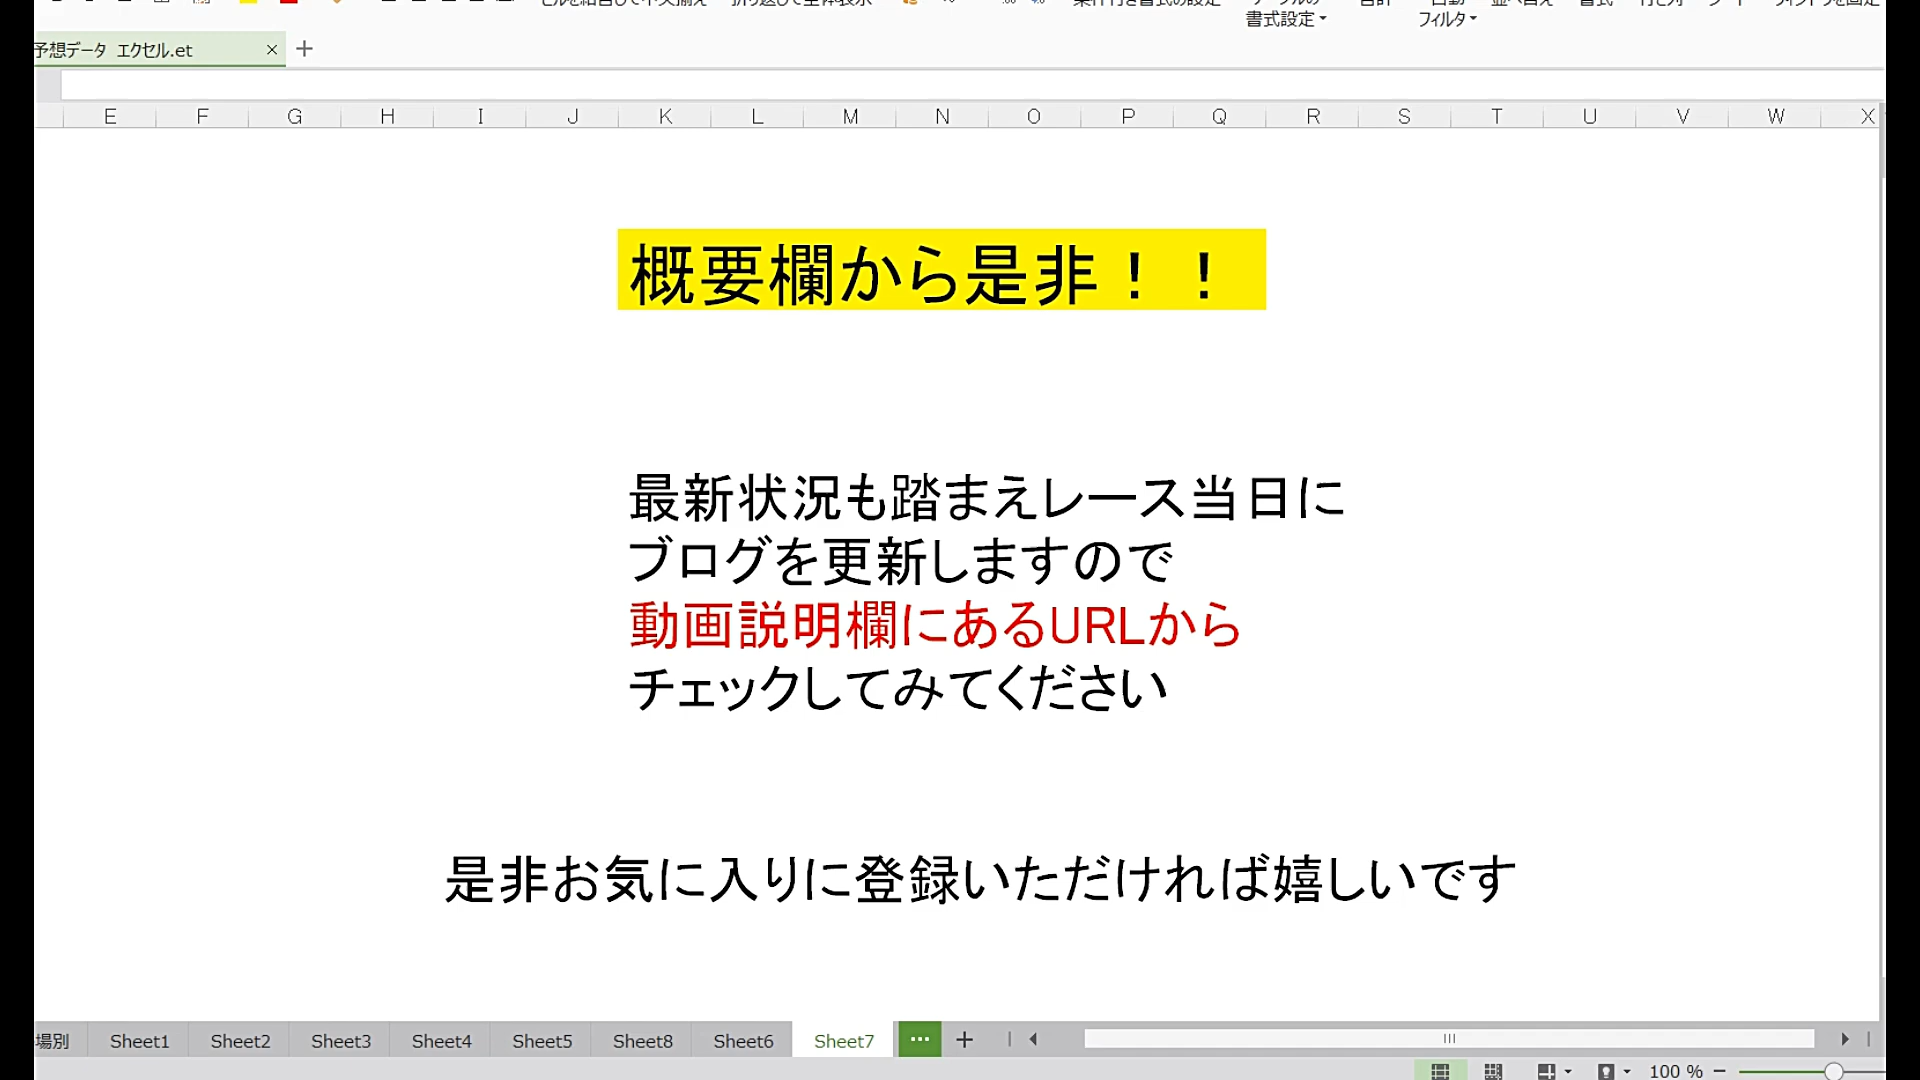 書式設定
フィルタ
予想データ エクセル.et
E F G H I J K L M N O P Q R S T U V W X
概要欄から是非！！
最新状況も踏まえレース当日に
ブログを更新しますので
動画説明欄にあるURLから
チェックしてみてください
是非お気に入りに登録いただければ嬉しいです
場別 Sheet1 Sheet2 Sheet3 Sheet4 Sheet5 Sheet8 Sheet6 Sheet7 ...
100 %